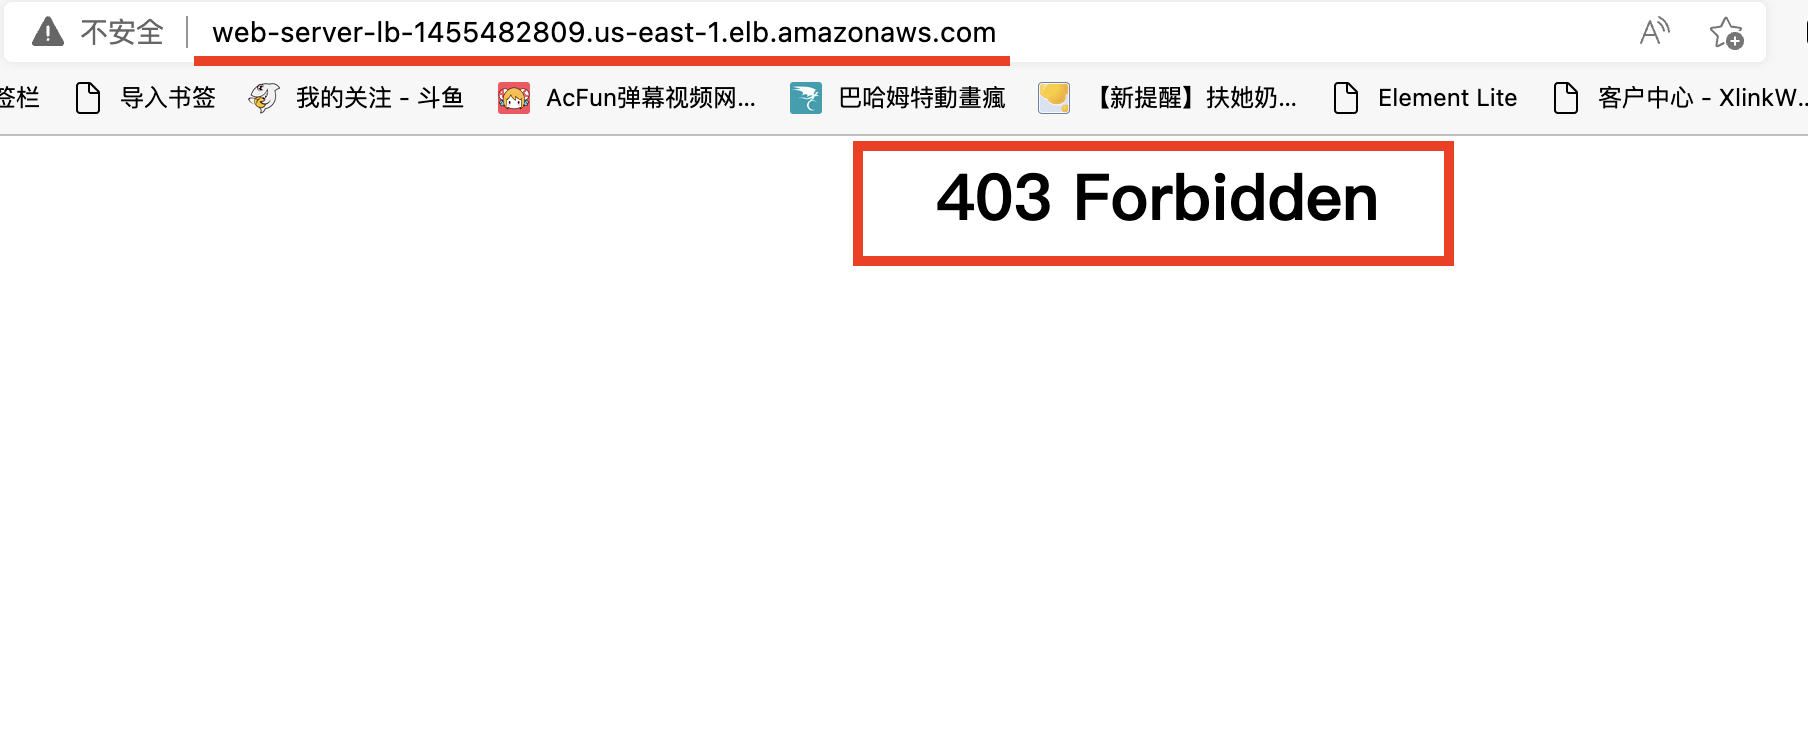 不安全 web-server-lb-1455482809.us-east-1.elb.amazonaws.com
签栏 导入书签 我的关注 - 斗鱼 AcFun弹幕视频网... 巴哈姆特動畫瘋 【新提醒】扶她奶... Element Lite 客户中心 - XlinkW...
403 Forbidden